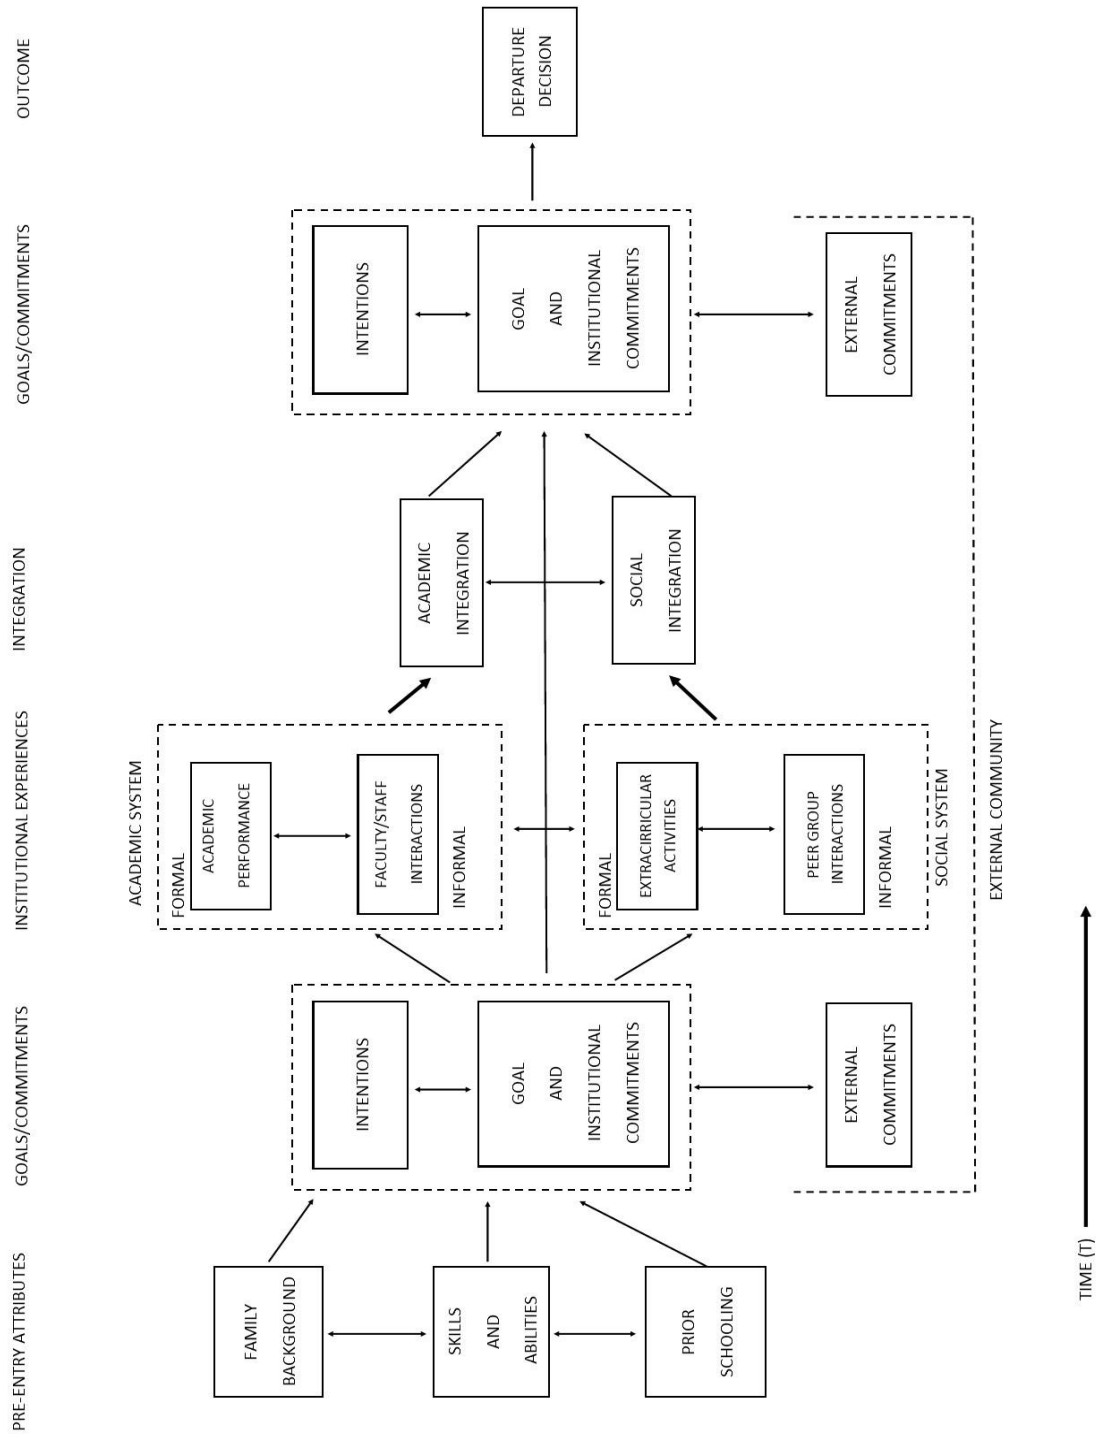 PRE-ENTRY ATTRIBUTES
GOALS/COMMITMENTS
INSTITUTIONAL EXPERIENCES
INTEGRATION
GOALS/COMMITMENTS
OUTCOME
FAMILY
BACKGROUND
SKILLS
AND
ABILITIES
PRIOR
SCHOOLING
INTENTIONS
GOAL
AND
INSTITUTIONAL
COMMITMENTS
EXTERNAL
COMMITMENTS
ACADEMIC SYSTEM
FORMAL
ACADEMIC
PERFORMANCE
FACULTY/STAFF
INTERACTIONS
INFORMAL
FORMAL
EXTRACIRRICULAR
ACTIVITIES
PEER GROUP
INTERACTIONS
INFORMAL
SOCIAL SYSTEM
EXTERNAL COMMUNITY
ACADEMIC
INTEGRATION
SOCIAL
INTEGRATION
INTENTIONS
GOAL
AND
INSTITUTIONAL
COMMITMENTS
EXTERNAL
COMMITMENTS
DEPARTURE
DECISION
TIME (T)